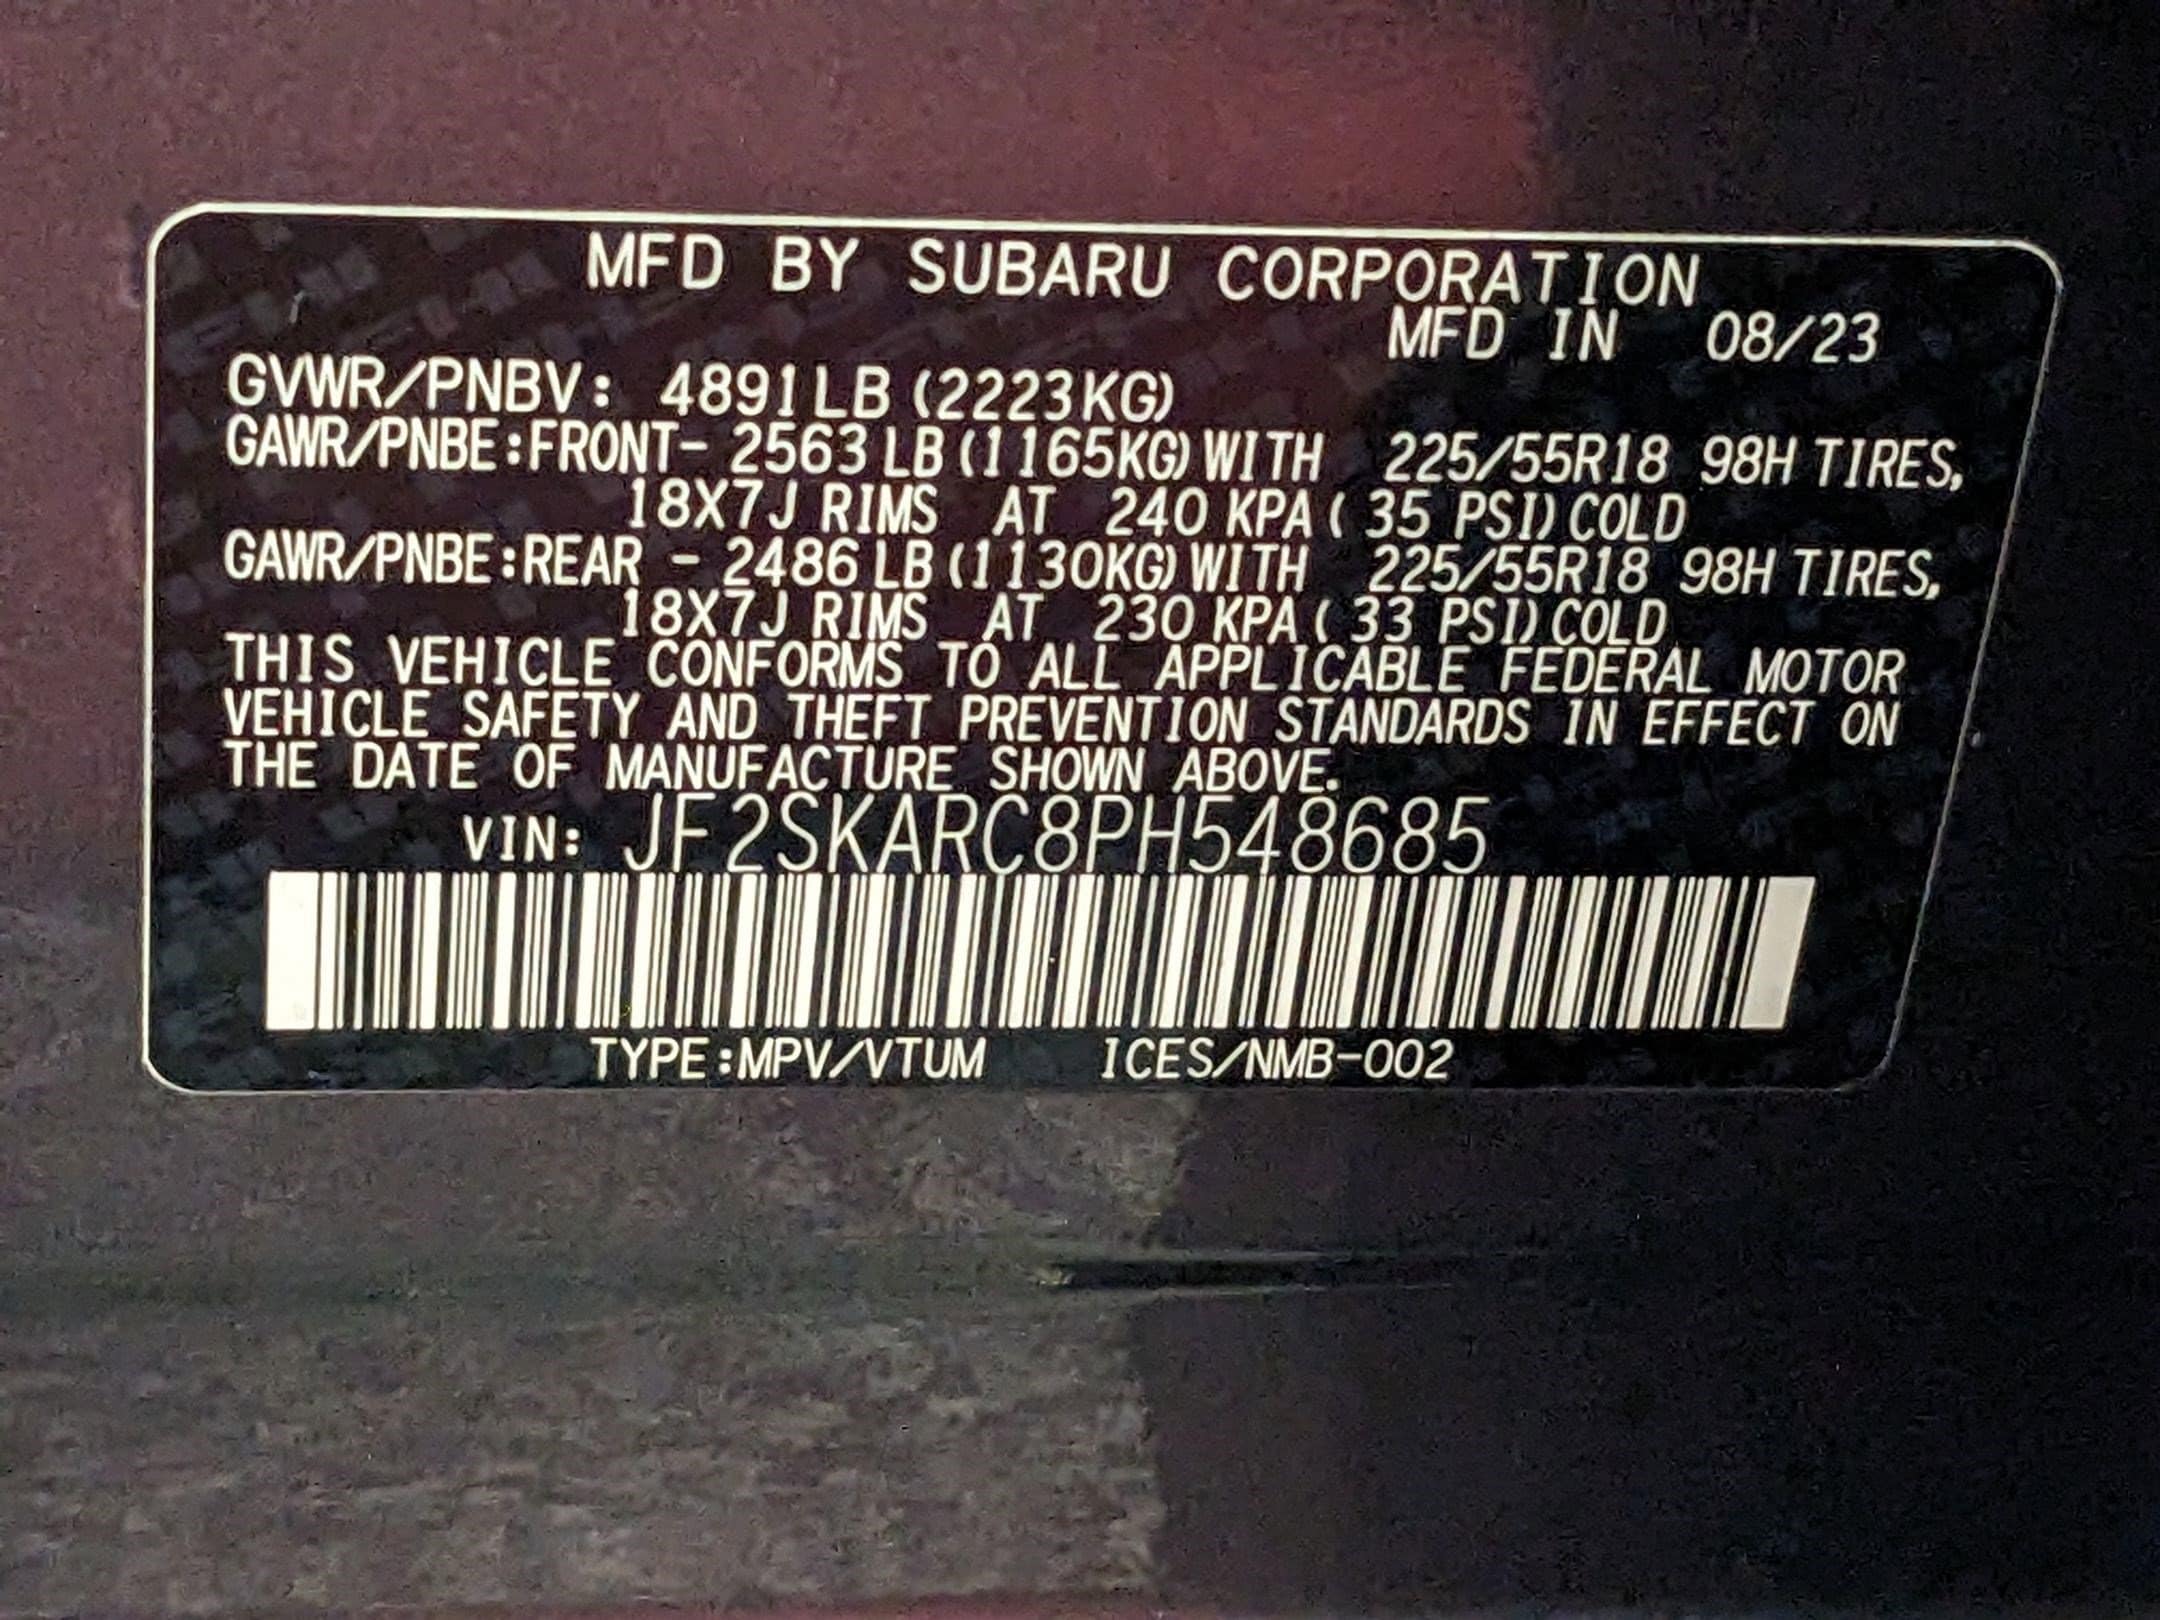 MFD BY SUBARU CORPORATION
MFD IN 08/23
GVWR/PNBV: 4891LB (2223KG)
GAWR/PNBE:FRONT- 2563 LB (1165KG) WITH 225/55R18 98H TIRES,
18X7J RIMS AT 240 KPA ( 35 PSI) COLD
GAWR/PNBE:REAR - 2486 LB (1130KG) WITH 225/55R18 98H TIRES,
18X7J RIMS AT 230 KPA ( 33 PSI) COLD
THIS VEHICLE CONFORMS TO ALL APPLICABLE FEDERAL MOTOR
VEHICLE SAFETY AND THEFT PREVENTION STANDARDS IN EFFECT ON
THE DATE OF MANUFACTURE SHOWN ABOVE.
VIN: JF2SKARC8PH548685
TYPE:MPV/VTUM ICES/NMB-002